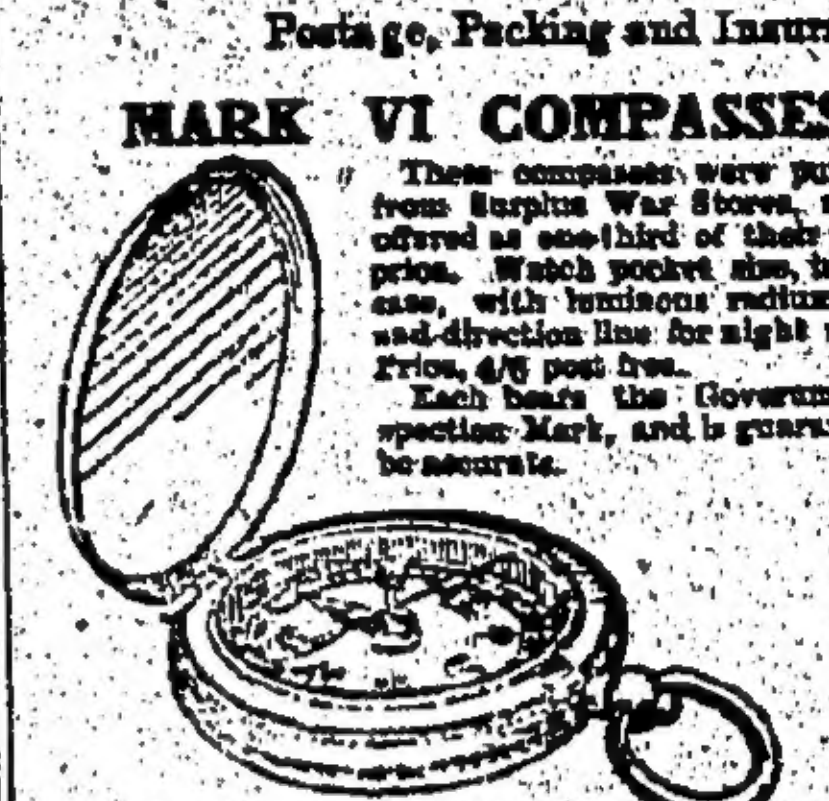 Postage, Packing and Insur
MARK VI COMPASSES
These compasses were pu
from Surplus War Stores,
offered at one-third of their
price. Watch pocket size,
case, with luminous radium
and direction line for night
Price, 4/6 post free.
Each bears the Governm
spection Mark, and is guar
be accurate.